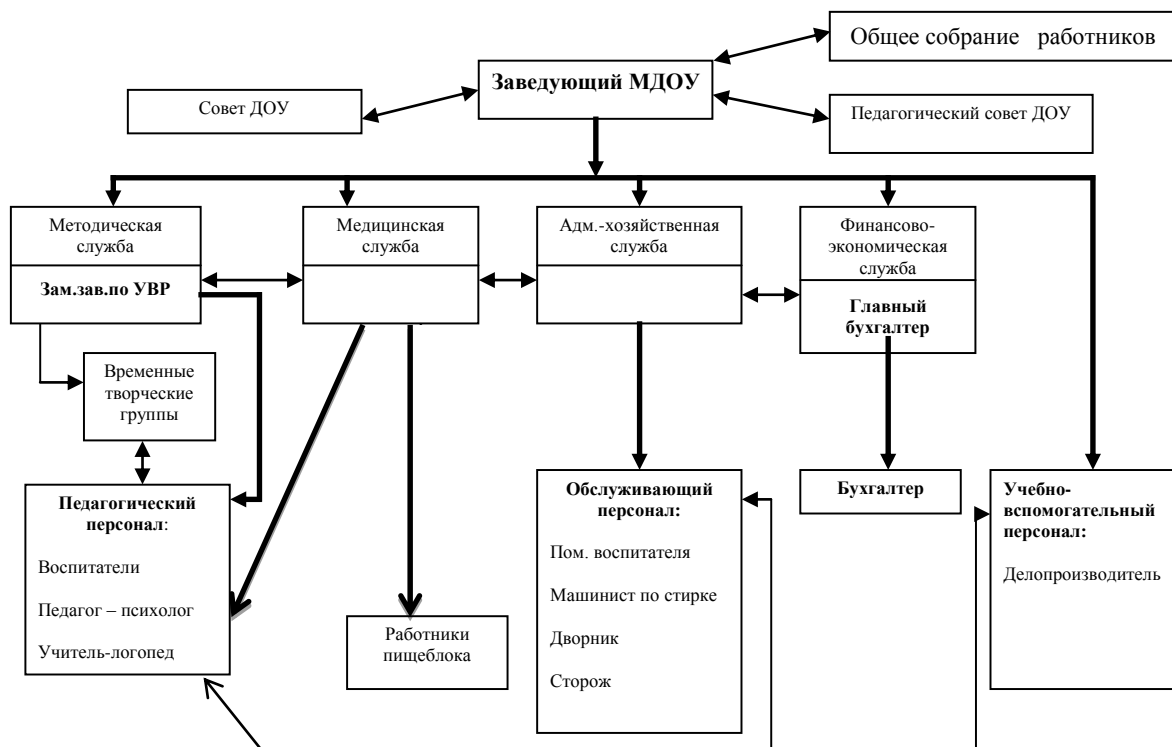 Общее собрание работников
Заведующий МДОУ
Совет ДОУ
Педагогический совет ДОУ
Методическая
служба
Зам.зав.по УВР
Медицинская
служба
Адм.-хозяйственная
служба
Финансово-
экономическая
служба
Главный
бухгалтер
Временные
творческие
группы
Педагогический
персонал:
Воспитатели
Педагог – психолог
Учитель-логопед
Работники
пищеблока
Обслуживающий
персонал:
Пом. воспитателя
Машинист по стирке
Дворник
Сторож
Бухгалтер
Учебно-
вспомогательный
персонал:
Делопроизводитель